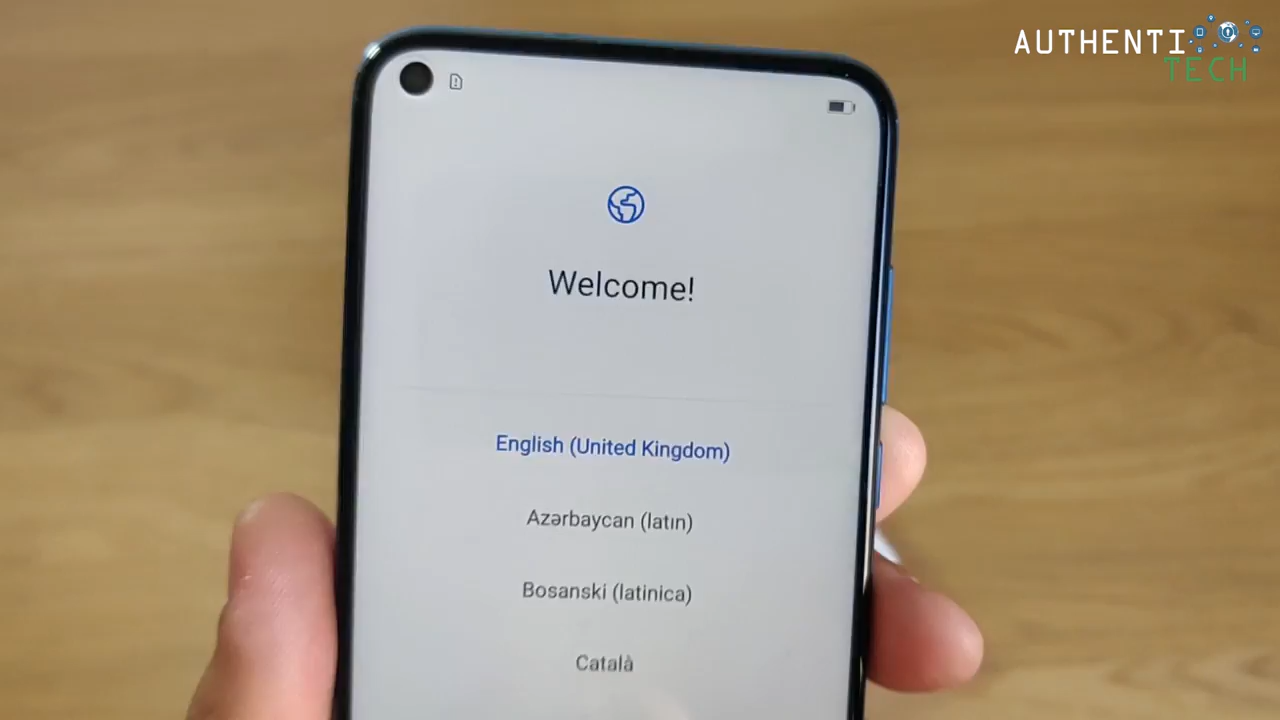 AUTHENTI
TECH
Welcome!
English (United Kingdom)
Azərbaycan (latın)
Bosanski (latinica)
Català